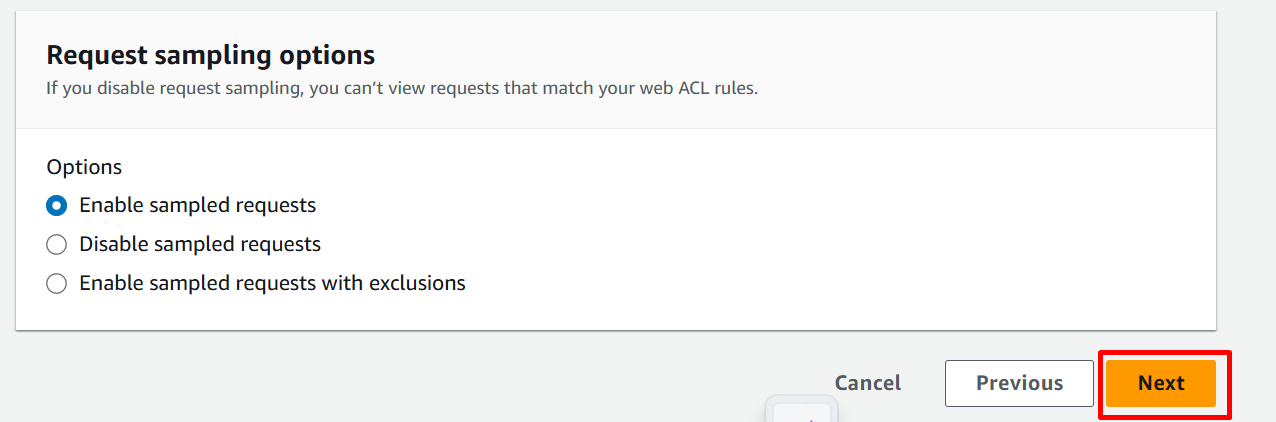 Request sampling options
If you disable request sampling, you can’t view requests that match your web ACL rules.
Options
Enable sampled requests
Disable sampled requests
Enable sampled requests with exclusions
Cancel
Previous
Next